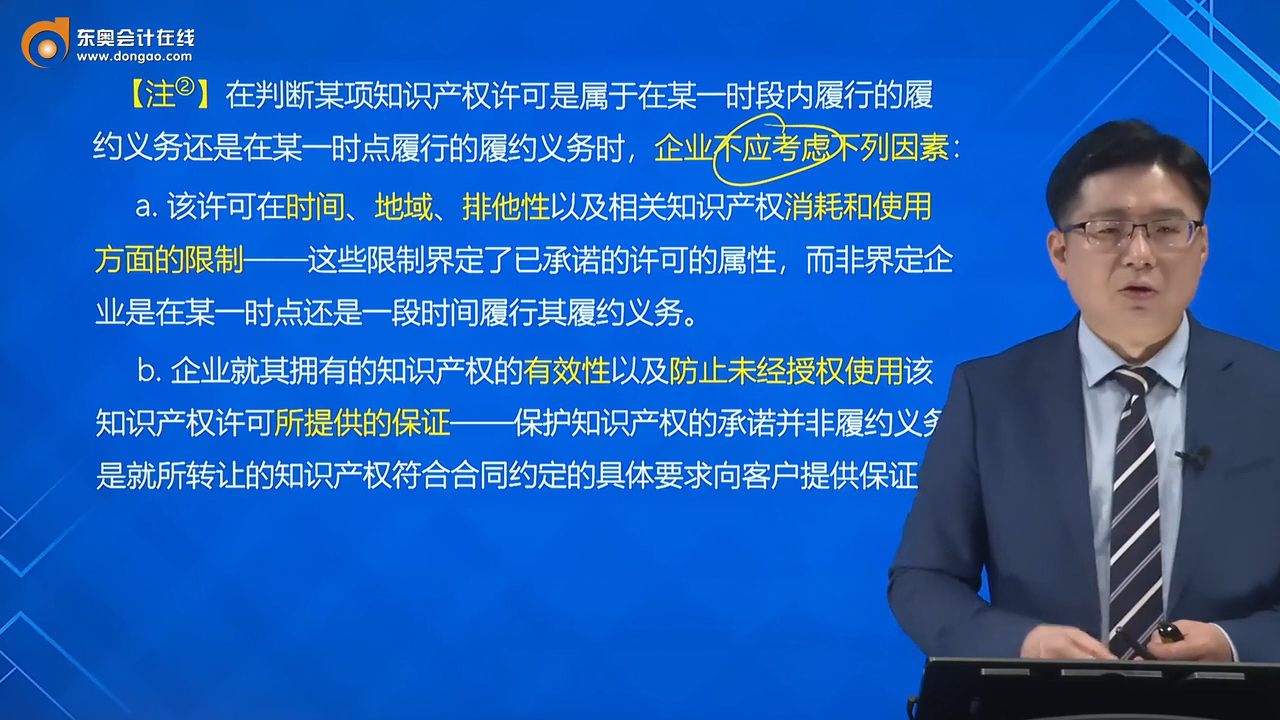 东奥会计在线
www.dongao.com
【注②】在判断某项知识产权许可是属于在某一时段内履行的履
约义务还是在某一时点履行的履约义务时，企业不应考虑下列因素：
a. 该许可在时间、地域、排他性以及相关知识产权消耗和使用
方面的限制——这些限制界定了已承诺的许可的属性，而非界定企
业是在某一时点还是一段时间履行其履约义务。
b. 企业就其拥有的知识产权的有效性以及防止未经授权使用该
知识产权许可所提供的保证——保护知识产权的承诺并非履约义务
是就所转让的知识产权符合合同约定的具体要求向客户提供保证